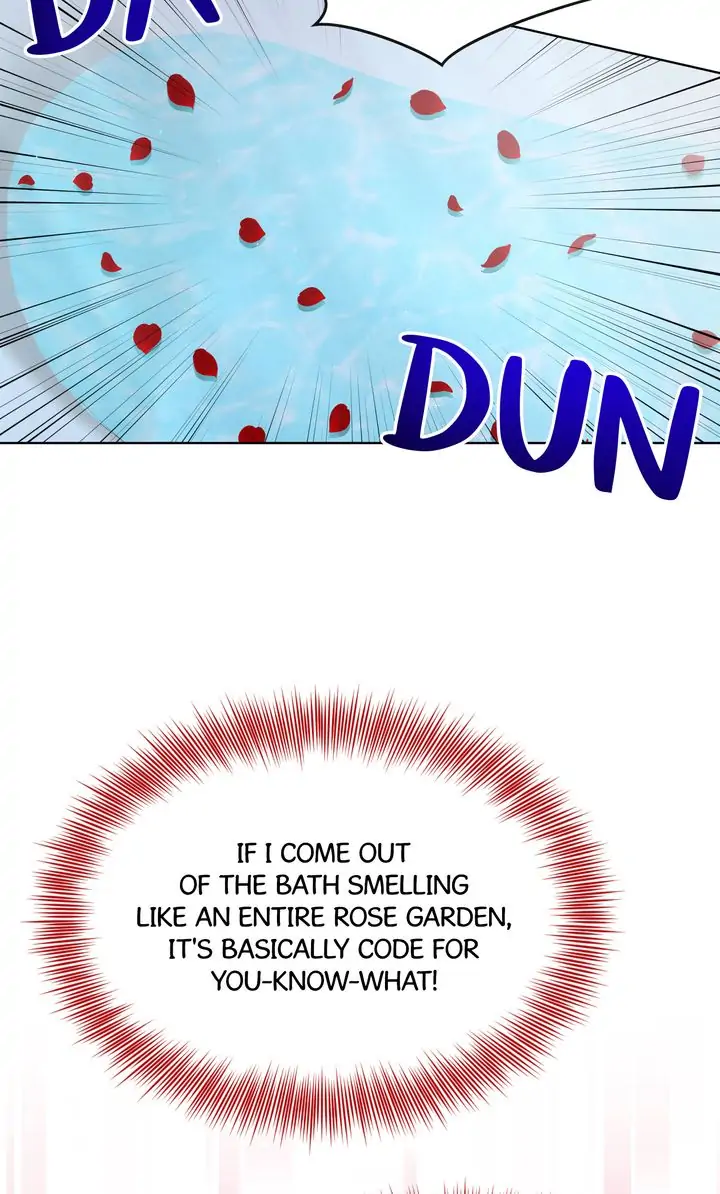 DUN
IF I COME OUT
OF THE BATH SMELLING
LIKE AN ENTIRE ROSE GARDEN,
IT'S BASICALLY CODE FOR
YOU-KNOW-WHAT!